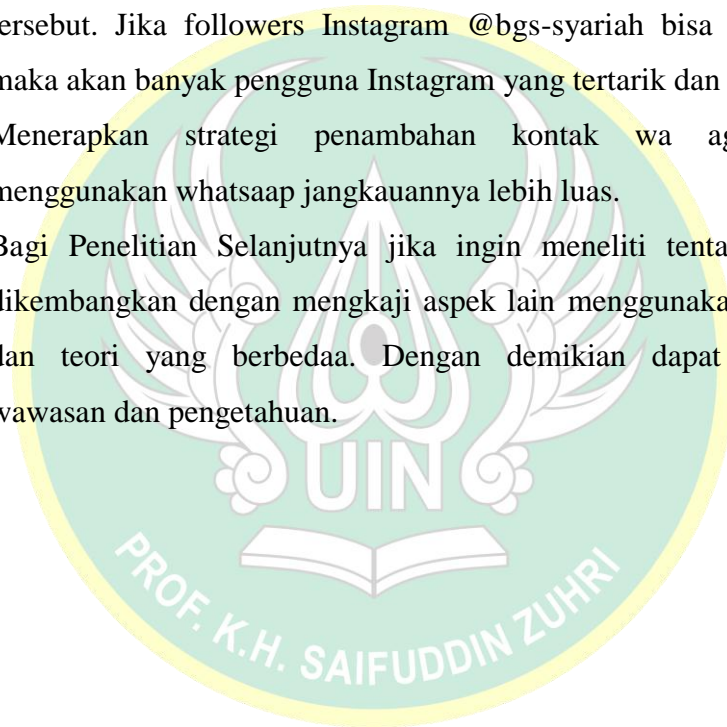 tersebut. Jika followers Instagram @bgs-syariah bisa
maka akan banyak pengguna Instagram yang tertarik dan
Menerapkan strategi penambahan kontak wa ag
menggunakan whatsaap jangkauannya lebih luas.
Bagi Penelitian Selanjutnya jika ingin meneliti tenta
dikembangkan dengan mengkaji aspek lain menggunaka
dan teori yang berbedaa. Dengan demikian dapat
wawasan dan pengetahuan.
UIN
PROF. K.H. SAIFUDDIN ZUHRI